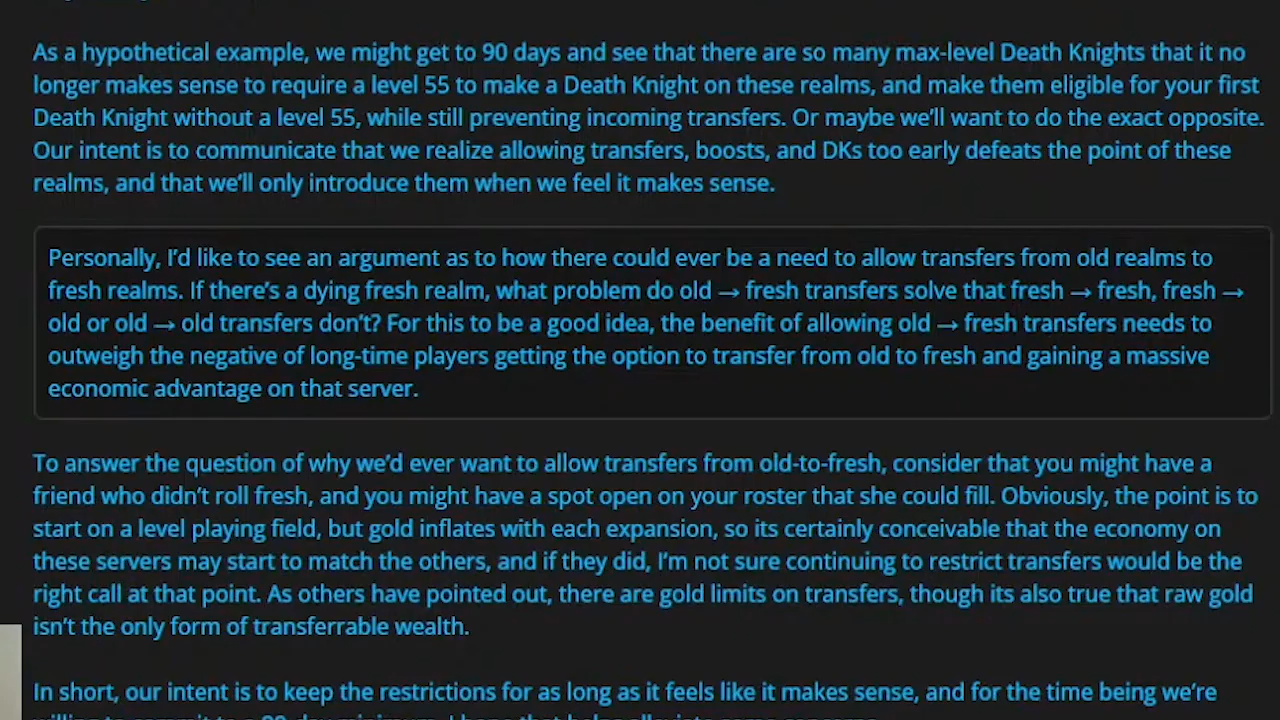 As a hypothetical example, we might get to 90 days and see that there are so many max-level Death Knights that it no
longer makes sense to require a level 55 to make a Death Knight on these realms, and make them eligible for your first
Death Knight without a level 55, while still preventing incoming transfers. Or maybe we'll want to do the exact opposite.
Our intent is to communicate that we realize allowing transfers, boosts, and DKs too early defeats the point of these
realms, and that we'll only introduce them when we feel it makes sense.
Personally, I'd like to see an argument as to how there could ever be a need to allow transfers from old realms to
fresh realms. If there's a dying fresh realm, what problem do old → fresh transfers solve that fresh → fresh, fresh →
old or old → old transfers don't? For this to be a good idea, the benefit of allowing old → fresh transfers needs to
outweigh the negative of long-time players getting the option to transfer from old to fresh and gaining a massive
economic advantage on that server.
To answer the question of why we'd ever want to allow transfers from old-to-fresh, consider that you might have a
friend who didn't roll fresh, and you might have a spot open on your roster that she could fill. Obviously, the point is to
start on a level playing field, but gold inflates with each expansion, so its certainly conceivable that the economy on
these servers may start to match the others, and if they did, I'm not sure continuing to restrict transfers would be the
right call at that point. As others have pointed out, there are gold limits on transfers, though its also true that raw gold
isn't the only form of transferrable wealth.
In short, our intent is to keep the restrictions for as long as it feels like it makes sense, and for the time being we're